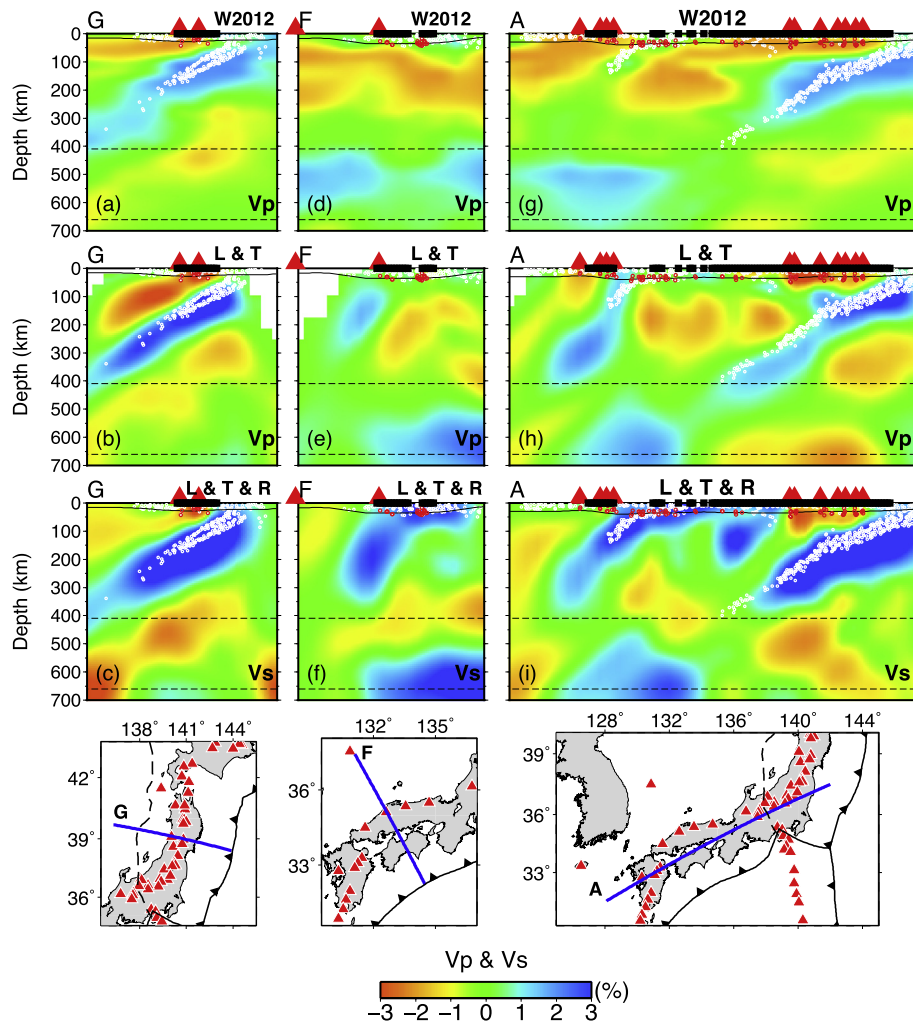 G W2012 F W2012 A W2012
0
100
200
300
400
500
600
700
Depth (km)
(a) Vp (d) Vp (g) Vp
G L & T F L & T A L & T
0
100
200
300
400
500
600
700
Depth (km)
(b) Vp (e) Vp (h) Vp
G L & T & R F L & T & R A L & T & R
0
100
200
300
400
500
600
700
Depth (km)
(c) Vs (f) Vs (i) Vs
138° 141° 144° 132° 135° 128° 132° 136° 140° 144°
42°
39°
36°
G
36°
33°
F
39°
36°
33°
A
Vp & Vs
(%)
−3 −2 −1 0 1 2 3